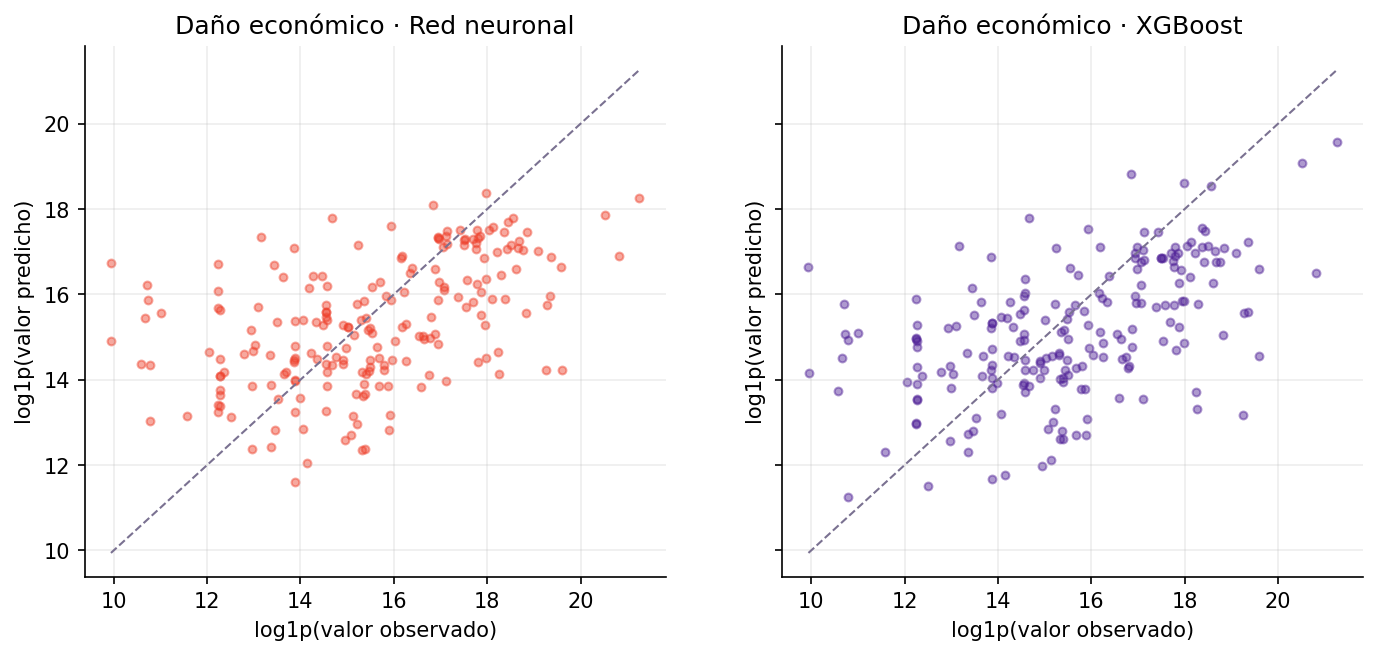 Daño económico · Red neuronal
log1p(valor predicho)
20
18
16
14
12
10
10 12 14 16 18 20
log1p(valor observado)
Daño económico · XGBoost
log1p(valor predicho)
10 12 14 16 18 20
log1p(valor observado)